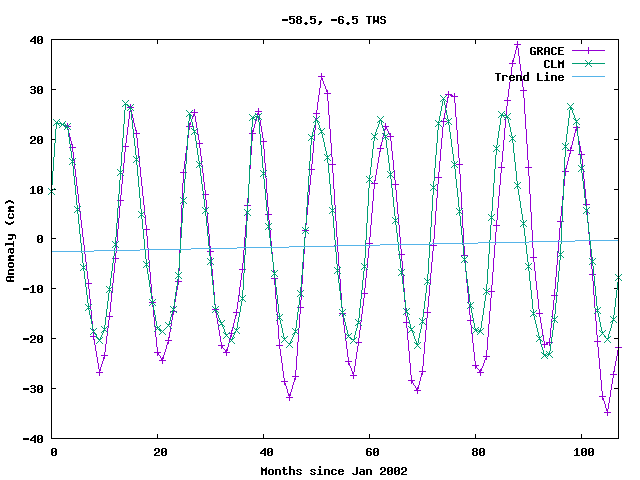 -58.5, -6.5 TWS
GRACE
CLM
Trend Line
40
30
20
10
0
-10
-20
-30
-40
Anomaly (cm)
0 20 40 60 80 100
Months since Jan 2002